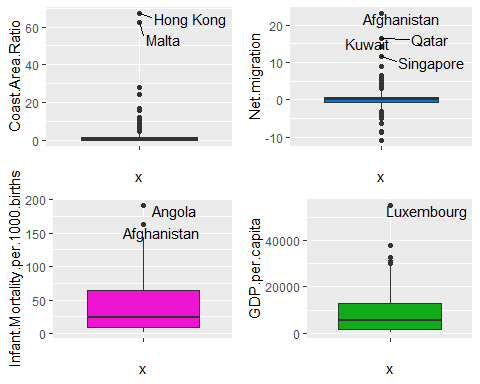 Coast.Area.Ratio
60
40
20
0
Hong Kong
Malta
x
Net.migration
20
10
0
-10
Afghanistan
Kuwait
Qatar
Singapore
x
Infant.Mortality.per.1000 births
200
150
100
50
0
Angola
Afghanistan
x
GDP.per.capita
40000
20000
0
Luxembourg
x